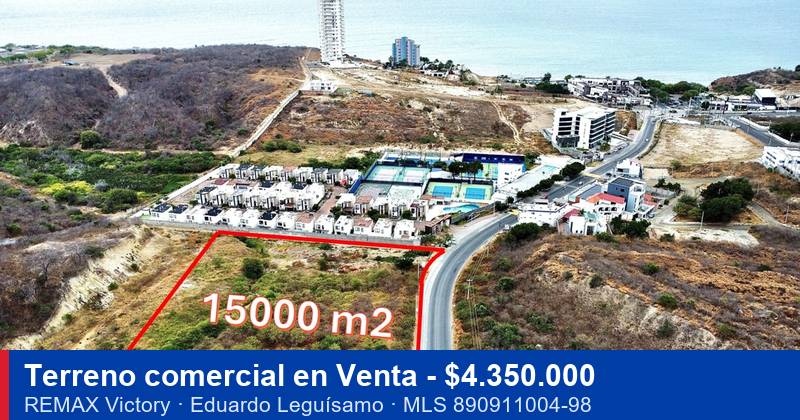 15000 m2
Terreno comercial en Venta - $4.350.000
REMAX Victory · Eduardo Leguísamo · MLS 890911004-98